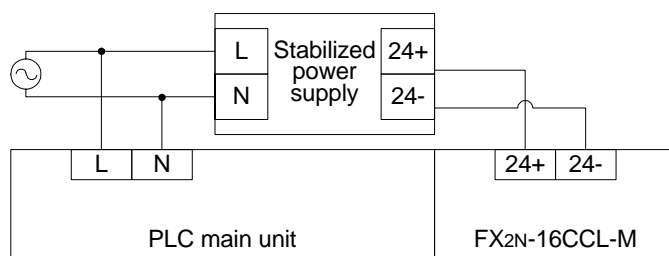 L
Stabilized
power
supply
24+
N
24-
L
N
24+
24-
PLC main unit
FX2N-16CCL-M